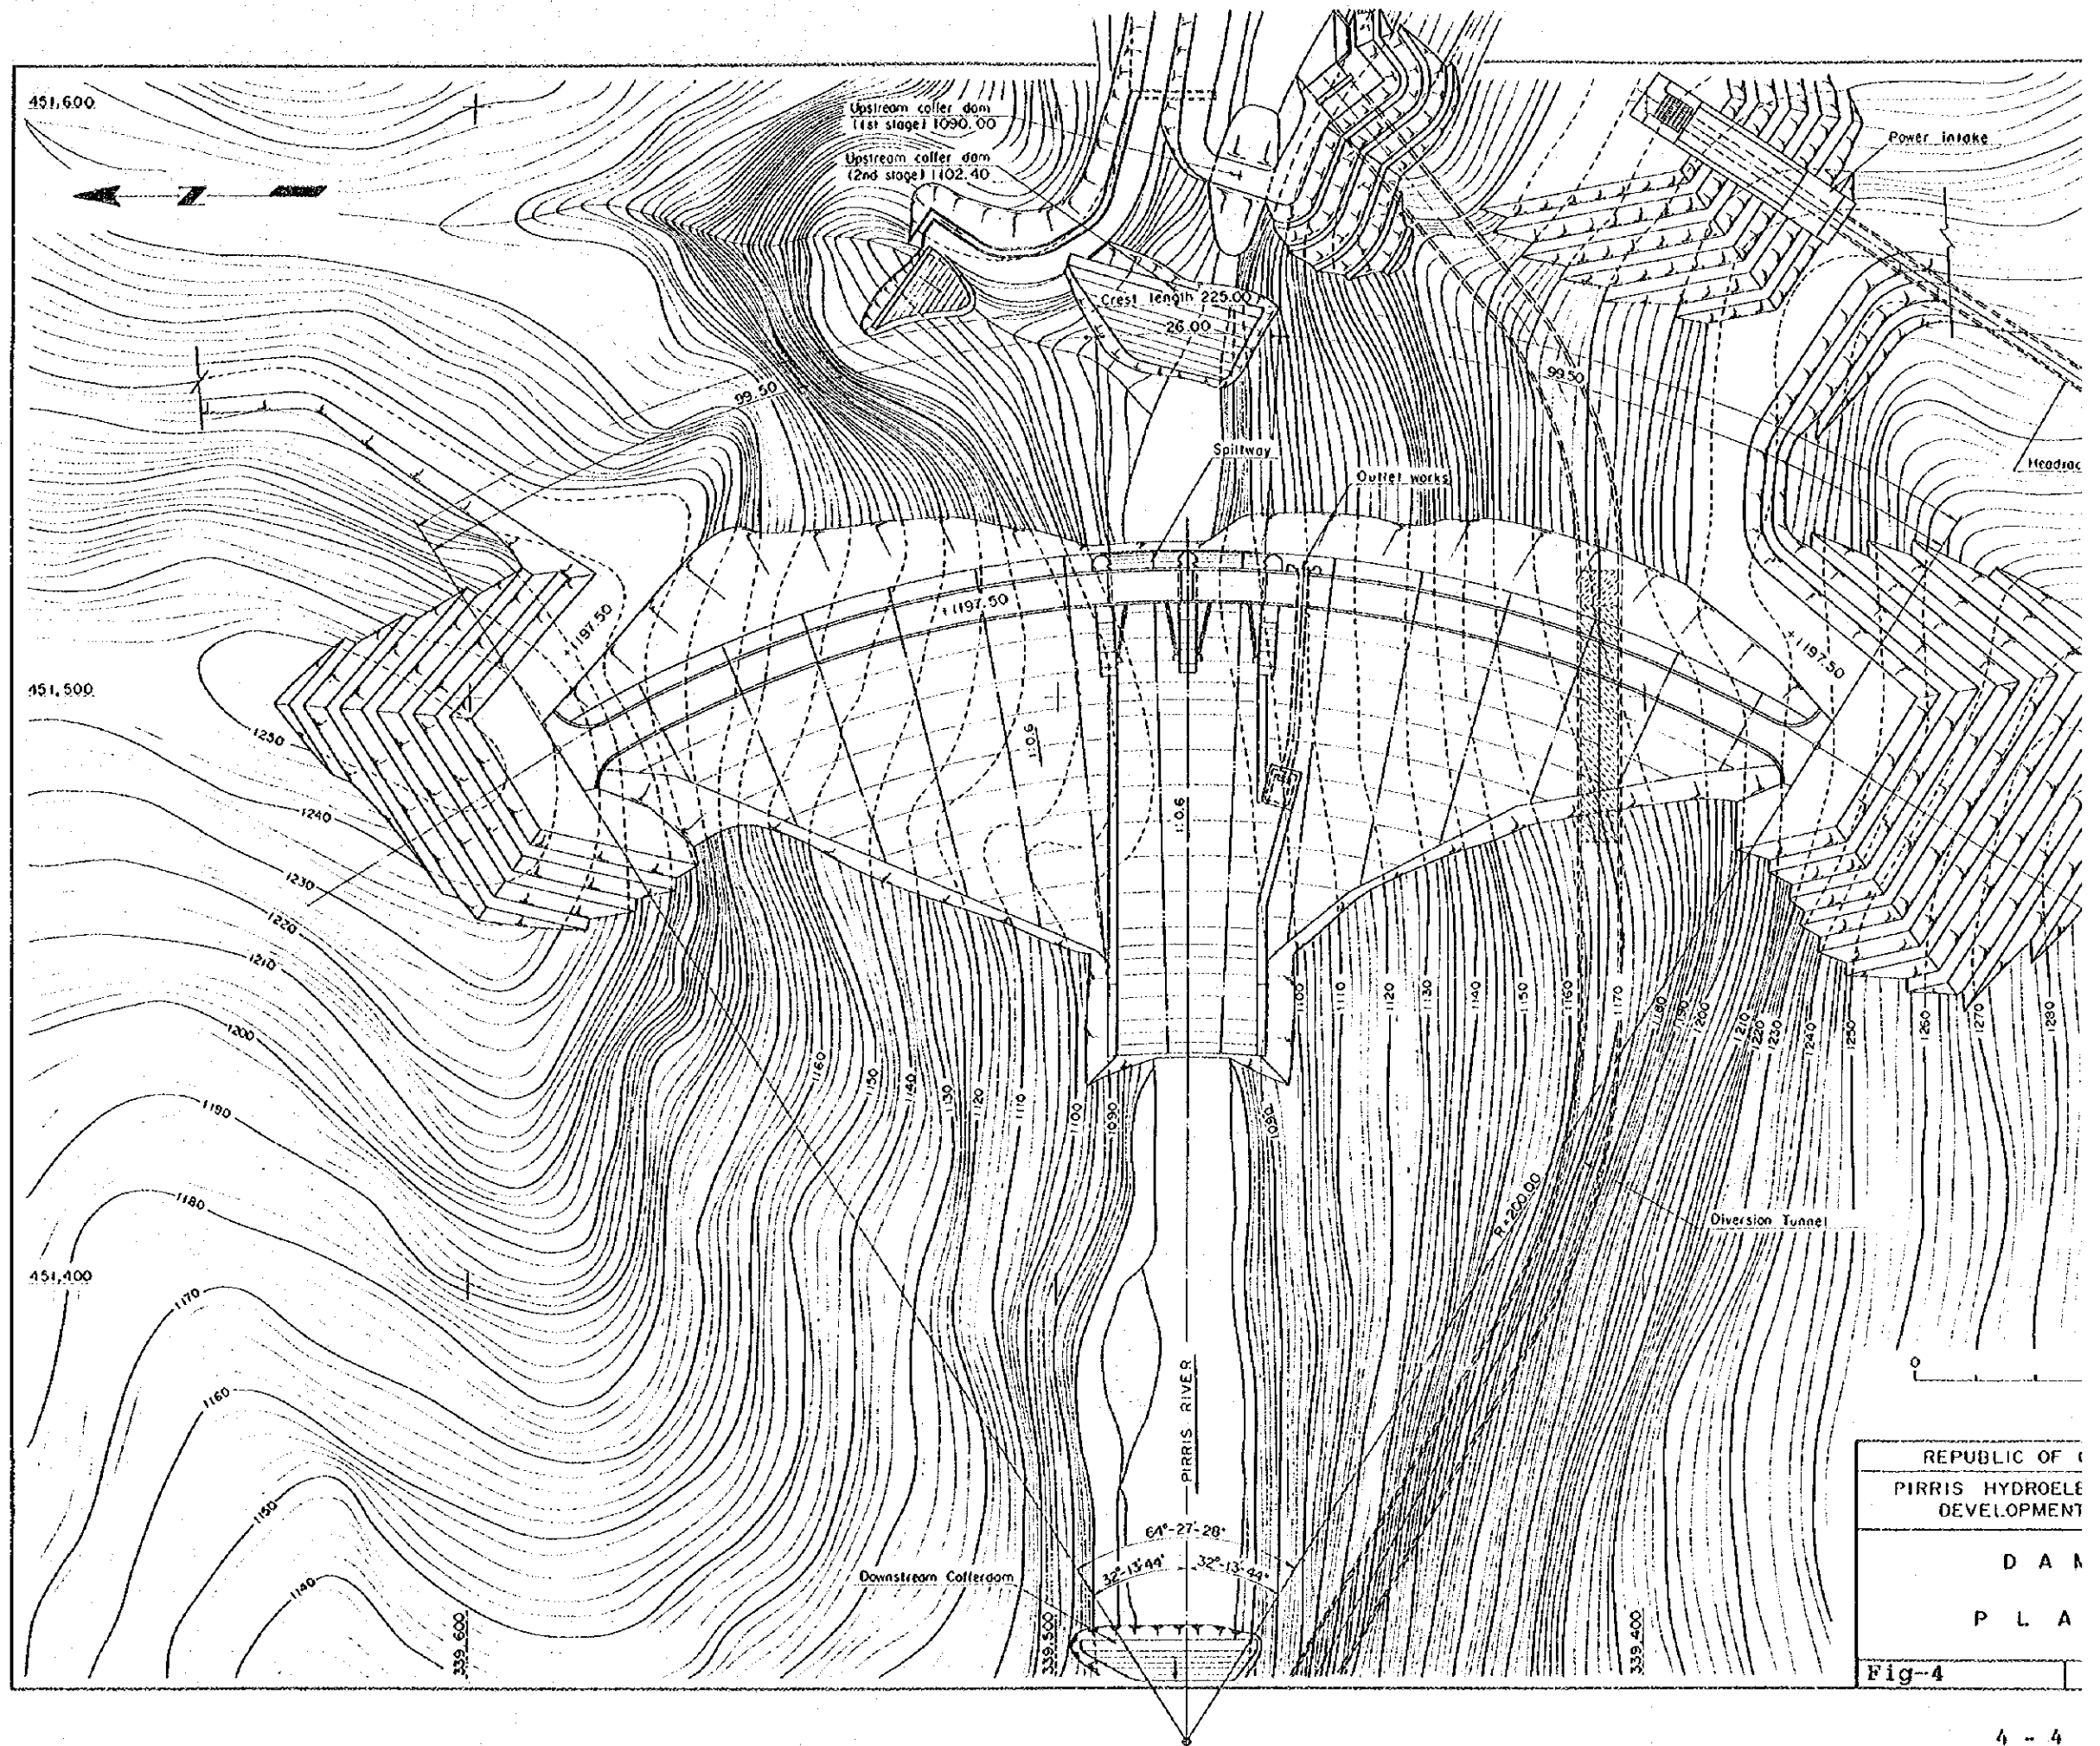 451,600
Upstream coffer dam
(1st stage) 1090.00
Upstream coffer dam
(2nd stage) 1102.40
Power intake
Z
Crest length 225.00
26.00
99.50
99.50
Spillway
Outlet works
Headrac
+1197.50
+1197.50
+1197.50
451,500
1:0.6
1:0.6
1250
1240
1230
1220
1210
1200
1190
1180
1170
1160
1150
1140
1160
1150
1140
1130
1120
1110
1100
1090
1090
1100
1110
1120
1130
1140
1150
1160
1170
1180
1190
1200
1210
1220
1230
1240
1250
1260
1270
1280
R=200.00
Diversion Tunnel
451,400
PIRRIS RIVER
64°-27'-28"
32°-13'-44"
32°-13'-44"
Downstream Cofferdam
339,600
339,500
339,400
0
REPUBLIC OF
PIRRIS HYDROELE
DEVELOPMENT
D A M
P L A
Fig-4
4 - 4